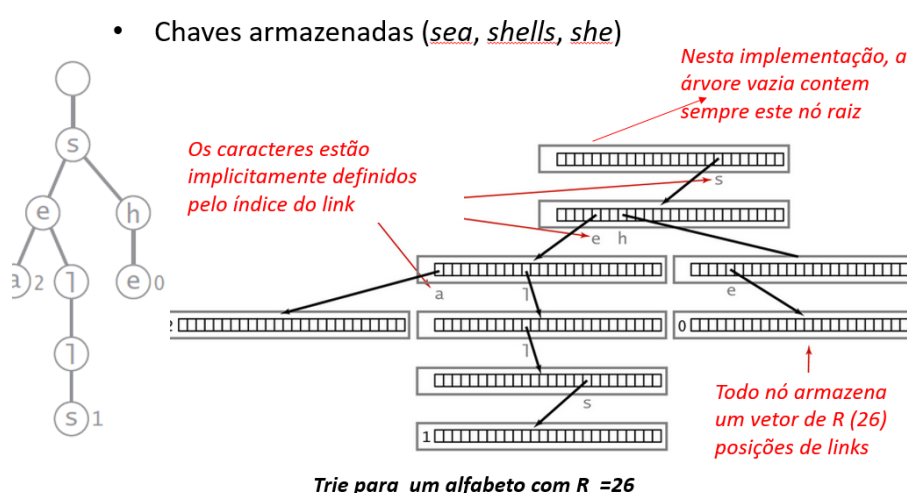 • Chaves armazenadas (sea, shells, she)
Nesta implementação, a
árvore vazia contem
sempre este nó raiz
Os caracteres estão
implicitamente definidos
pelo índice do link
s
e
h
a
2
l
e
0
l
s
1
s
e h
a
l
e
2
0
l
s
1
Todo nó armazena
um vetor de R (26)
posições de links
Trie para um alfabeto com R =26